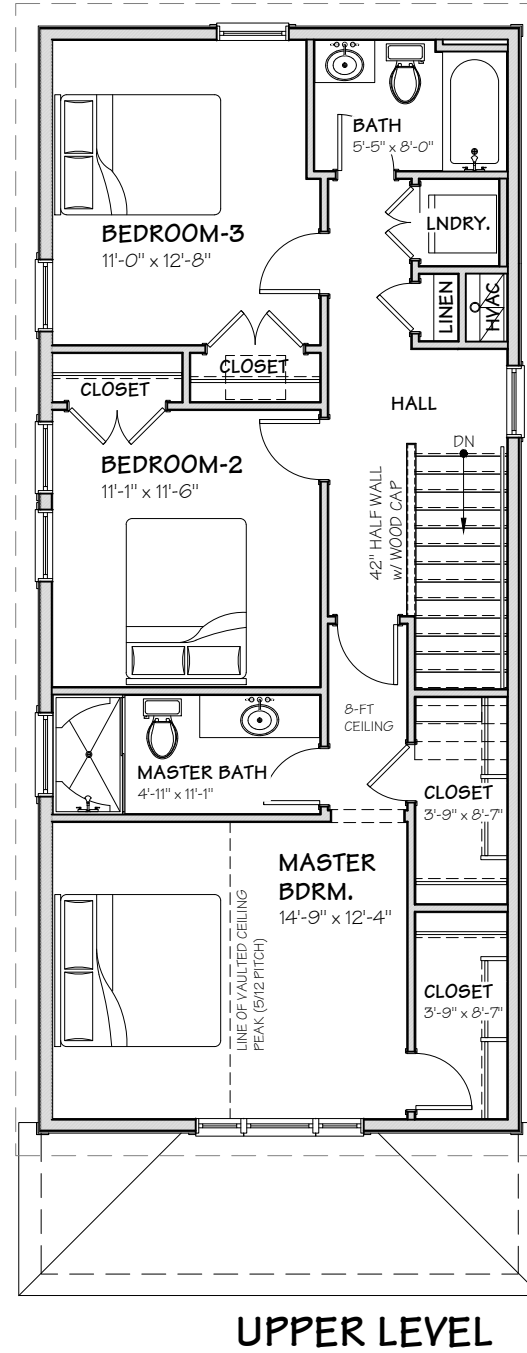 BATH
5'-5" x 8'-0"
LNDRY.
BEDROOM-3
11'-0" x 12'-8"
LINEN
HVAC
CLOSET
CLOSET
HALL
DN
BEDROOM-2
11'-1" x 11'-6"
42" HALF WALL
w/ WOOD CAP
8-FT
CEILING
MASTER BATH
4'-11" x 11'-1"
CLOSET
3'-9" x 8'-7"
MASTER
BDRM.
14'-9" x 12'-4"
LINE OF VAULTED CEILING
PEAK (5/12 PITCH)
CLOSET
3'-9" x 8'-7"
UPPER LEVEL